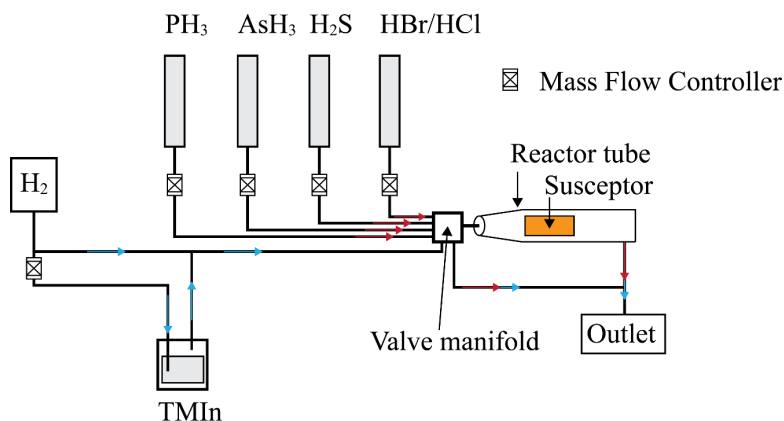 PH₃ AsH₃ H₂S HBr/HCl
Mass Flow Controller
Reactor tube
Susceptor
H₂
Valve manifold
Outlet
TMIn